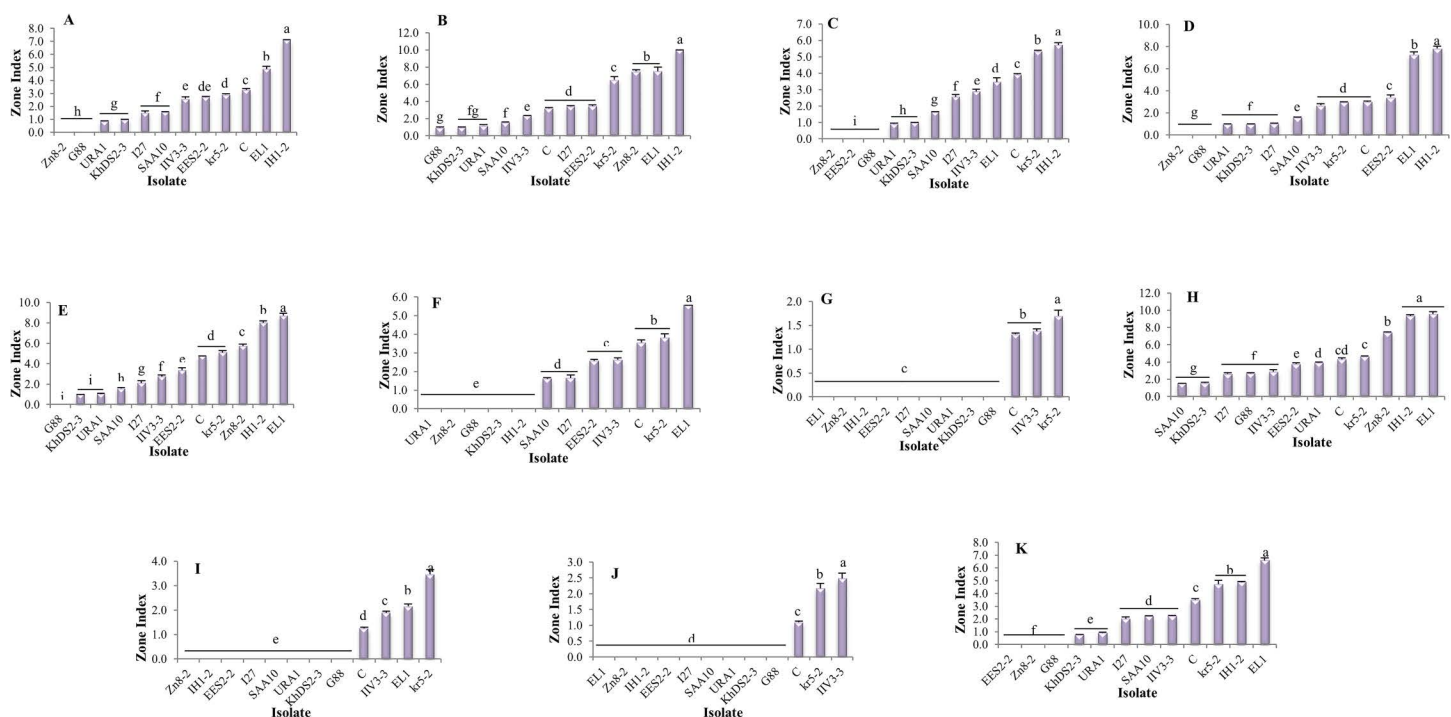 A
Zone Index
8.0
7.0
6.0
5.0
4.0
3.0
2.0
1.0
0.0
h g f e de d c b a
Zn8-2 G88 URA1 KhDS2-3 I27 SAA10 IIV3-3 EES2-2 kr5-2 C EL1 IH1-2
Isolate
B
Zone Index
12.0
10.0
8.0
6.0
4.0
2.0
0.0
g fg f e d c b a
G88 KhDS2-3 URA1 SAA10 IIV3-3 C I27 EES2-2 kr5-2 Zn8-2 EL1 IH1-2
Isolate
C
Zone Index
7.0
6.0
5.0
4.0
3.0
2.0
1.0
0.0
i h g f e d c b a
Zn8-2 EES2-2 G88 URA1 KhDS2-3 SAA10 I27 IIV3-3 EL1 C kr5-2 IH1-2
Isolate
D
Zone Index
10.0
8.0
6.0
4.0
2.0
0.0
g f e d c b a
Zn8-2 G88 URA1 KhDS2-3 I27 SAA10 IIV3-3 kr5-2 C EES2-2 EL1 IH1-2
Isolate
E
Zone Index
10.0
8.0
6.0
4.0
2.0
0.0
i i h g f e d c b a
G88 KhDS2-3 URA1 SAA10 I27 IIV3-3 EES2-2 C kr5-2 Zn8-2 IH1-2 EL1
Isolate
F
Zone Index
6.0
5.0
4.0
3.0
2.0
1.0
0.0
e d c b a
URA1 Zn8-2 G88 KhDS2-3 IH1-2 SAA10 I27 EES2-2 IIV3-3 C kr5-2 EL1
Isolate
G
Zone Index
2.0
1.5
1.0
0.5
0.0
c b a
EL1 Zn8-2 IH1-2 EES2-2 I27 SAA10 URA1 KhDS2-3 G88 C IIV3-3 kr5-2
Isolate
H
Zone Index
12.0
10.0
8.0
6.0
4.0
2.0
0.0
g f e d cd c b a
SAA10 KhDS2-3 I27 G88 IIV3-3 EES2-2 URA1 C kr5-2 Zn8-2 IH1-2 EL1
Isolate
I
Zone Index
4.0
3.0
2.0
1.0
0.0
e d c b a
Zn8-2 IH1-2 EES2-2 I27 SAA10 URA1 KhDS2-3 G88 C IIV3-3 EL1 kr5-2
Isolate
J
Zone Index
3.0
2.5
2.0
1.5
1.0
0.5
0.0
d c b a
EL1 Zn8-2 IH1-2 EES2-2 I27 SAA10 URA1 KhDS2-3 G88 C kr5-2 IIV3-3
Isolate
K
Zone Index
8.0
7.0
6.0
5.0
4.0
3.0
2.0
1.0
0.0
f e d c b a
EES2-2 Zn8-2 G88 KhDS2-3 URA1 I27 SAA10 IIV3-3 C kr5-2 IH1-2 EL1
Isolate